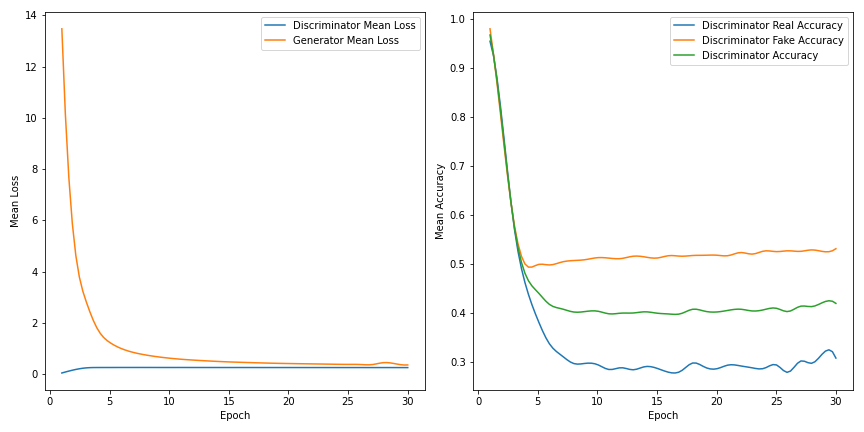 14
12
10
8
6
4
2
0
Mean Loss
0 5 10 15 20 25 30
Epoch
Discriminator Mean Loss
Generator Mean Loss
1.0
0.9
0.8
0.7
0.6
0.5
0.4
0.3
Mean Accuracy
0 5 10 15 20 25 30
Epoch
Discriminator Real Accuracy
Discriminator Fake Accuracy
Discriminator Accuracy